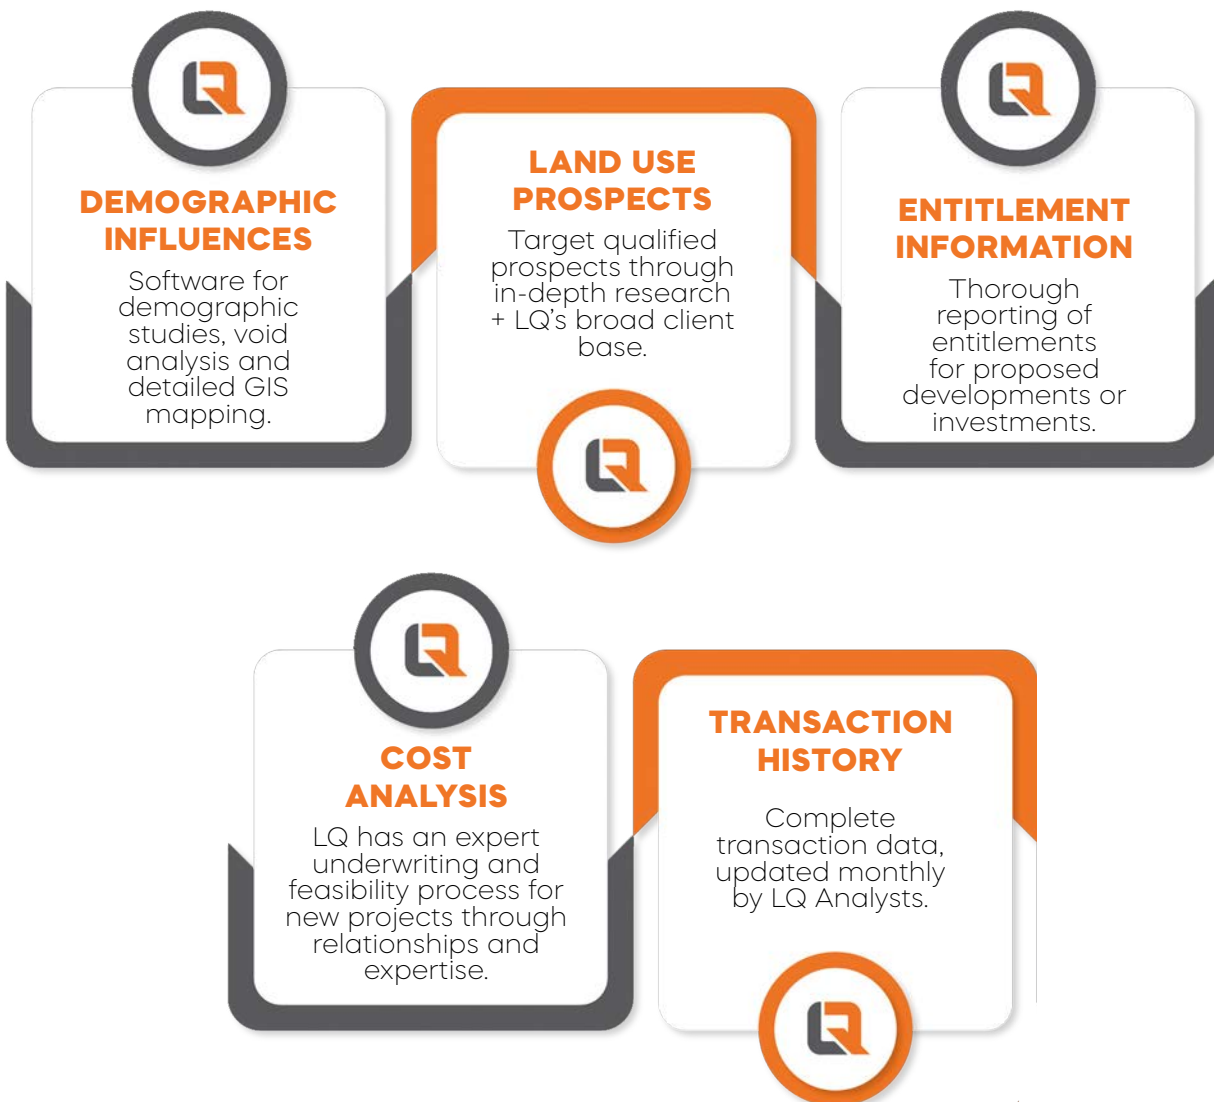 DEMOGRAPHIC
INFLUENCES
Software for
demographic
studies, void
analysis and
detailed GIS
mapping.
LAND USE
PROSPECTS
Target qualified
prospects through
in-depth research
+ LQ's broad client
base.
ENTITLEMENT
INFORMATION
Thorough
reporting of
entitlements
for proposed
developments or
investments.
COST
ANALYSIS
LQ has an expert
underwriting and
feasibility process for
new projects through
relationships and
expertise.
TRANSACTION
HISTORY
Complete
transaction data,
updated monthly
by LQ Analysts.